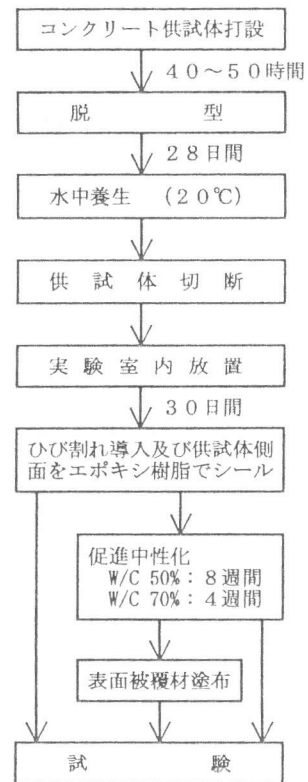 コンクリート供試体打設
40～50時間
脱　　　型
28日間
水中養生　（20℃）
供　試　体　切　断
実　験　室　内　放　置
30日間
ひび割れ導入及び供試体側
面をエポキシ樹脂でシール
促進中性化
W/C 50%：8週間
W/C 70%：4週間
表面被覆材塗布
試　　　験